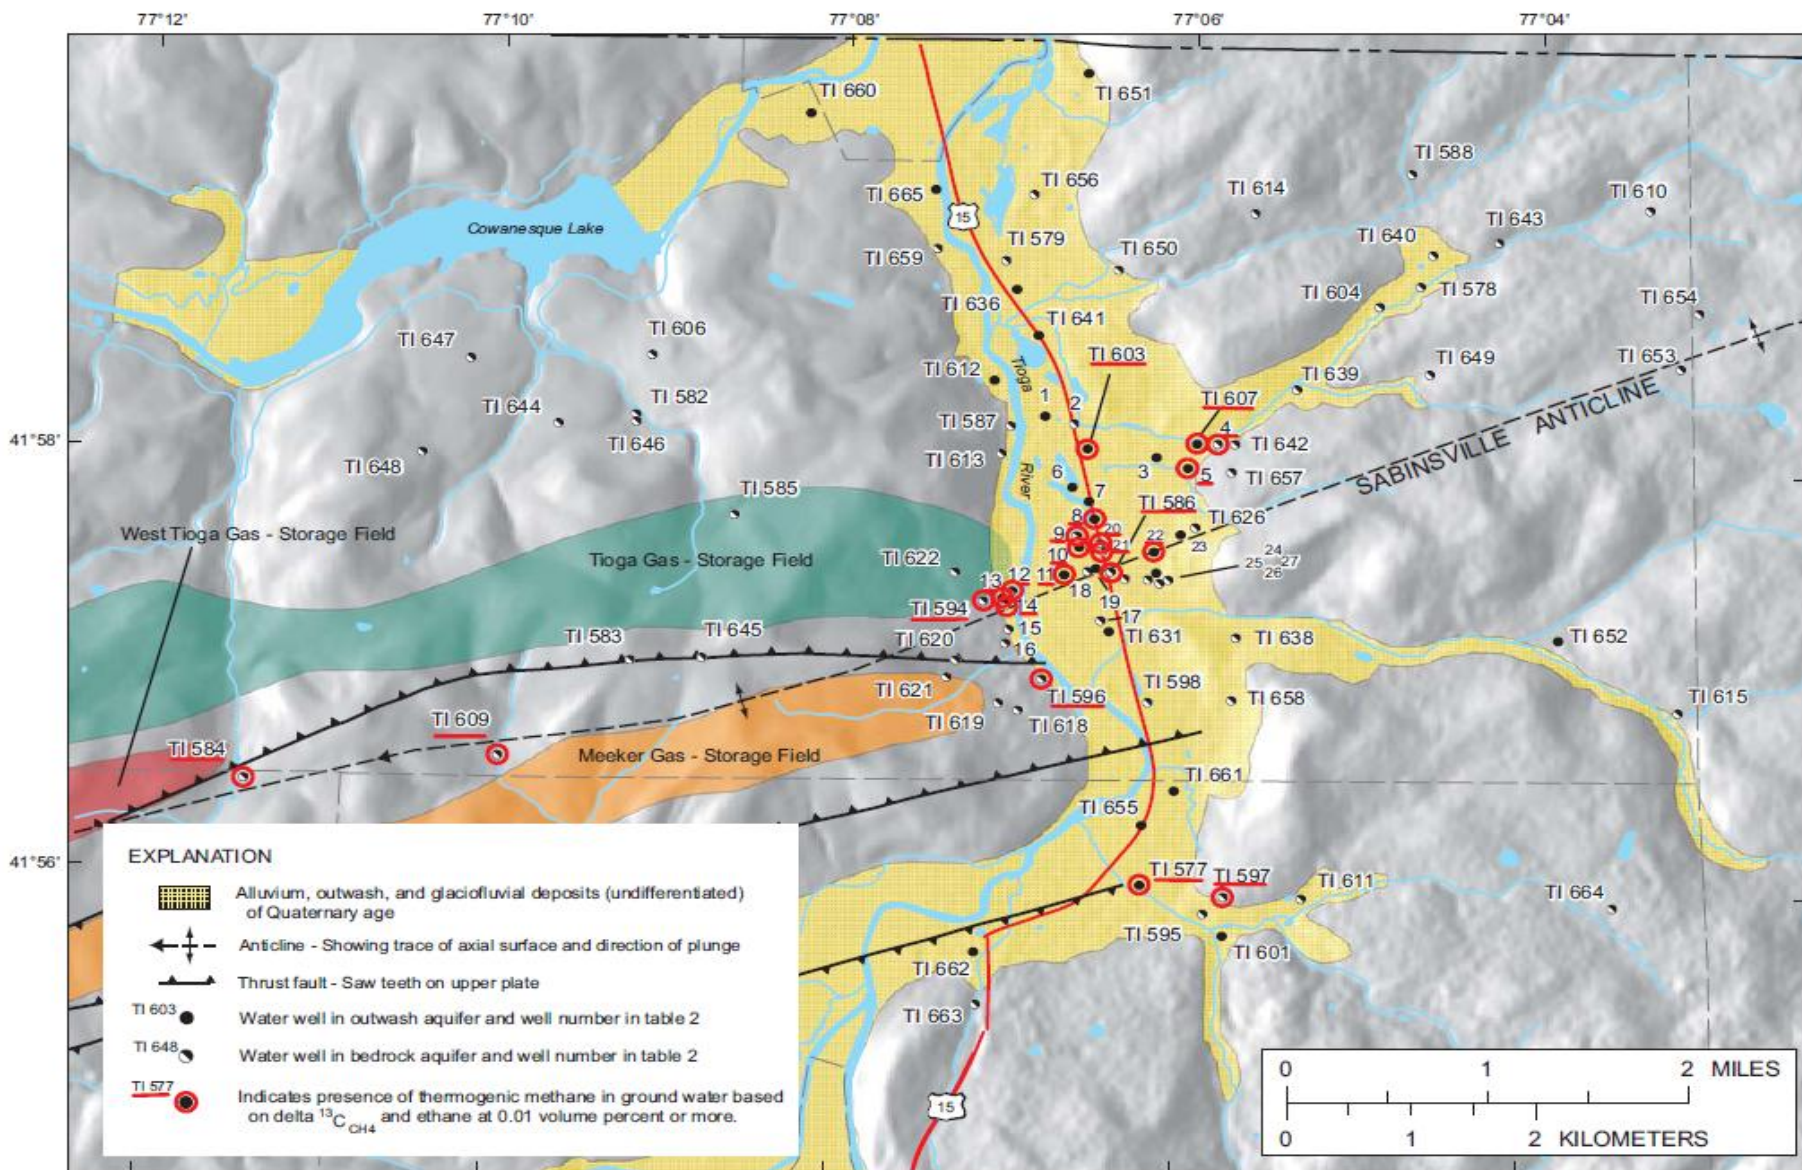 77°12'
77°10'
77°08'
77°06'
77°04'
TI 660
TI 651
TI 588
TI 665
TI 656
TI 614
TI 610
15
TI 643
Cowanesque Lake
TI 579
TI 640
TI 659
TI 650
TI 604
TI 578
TI 636
TI 654
TI 641
TI 606
TI 647
TI 603
TI 649
TI 653
Tioga
TI 612
TI 639
TI 582
TI 607
TI 644
1
2
TI 587
4
ANTICLINE
41°58'
TI 646
TI 642
SABINSVILLE
TI 648
TI 613
River
6
3
5
TI 657
TI 585
7
TI 586
8
TI 626
West Tioga Gas - Storage Field
9
20
22
Tioga Gas - Storage Field
TI 622
21
23
24
10
25
27
26
13
12
11
18
TI 594
14
19
17
TI 583
TI 645
TI 620
15
TI 631
TI 638
TI 652
16
TI 621
TI 596
TI 598
TI 615
TI 609
TI 619
TI 618
TI 658
TI 584
Meeker Gas - Storage Field
TI 661
TI 655
41°56'
TI 577
TI 597
TI 611
TI 664
TI 595
TI 601
TI 662
TI 663
15
EXPLANATION
Alluvium, outwash, and glaciofluvial deposits (undifferentiated)
of Quaternary age
Anticline - Showing trace of axial surface and direction of plunge
Thrust fault - Saw teeth on upper plate
TI 603
Water well in outwash aquifer and well number in table 2
TI 648
Water well in bedrock aquifer and well number in table 2
TI 577
Indicates presence of thermogenic methane in ground water based
on delta 13C CH4 and ethane at 0.01 volume percent or more.
0 1 2 MILES
0 1 2 KILOMETERS